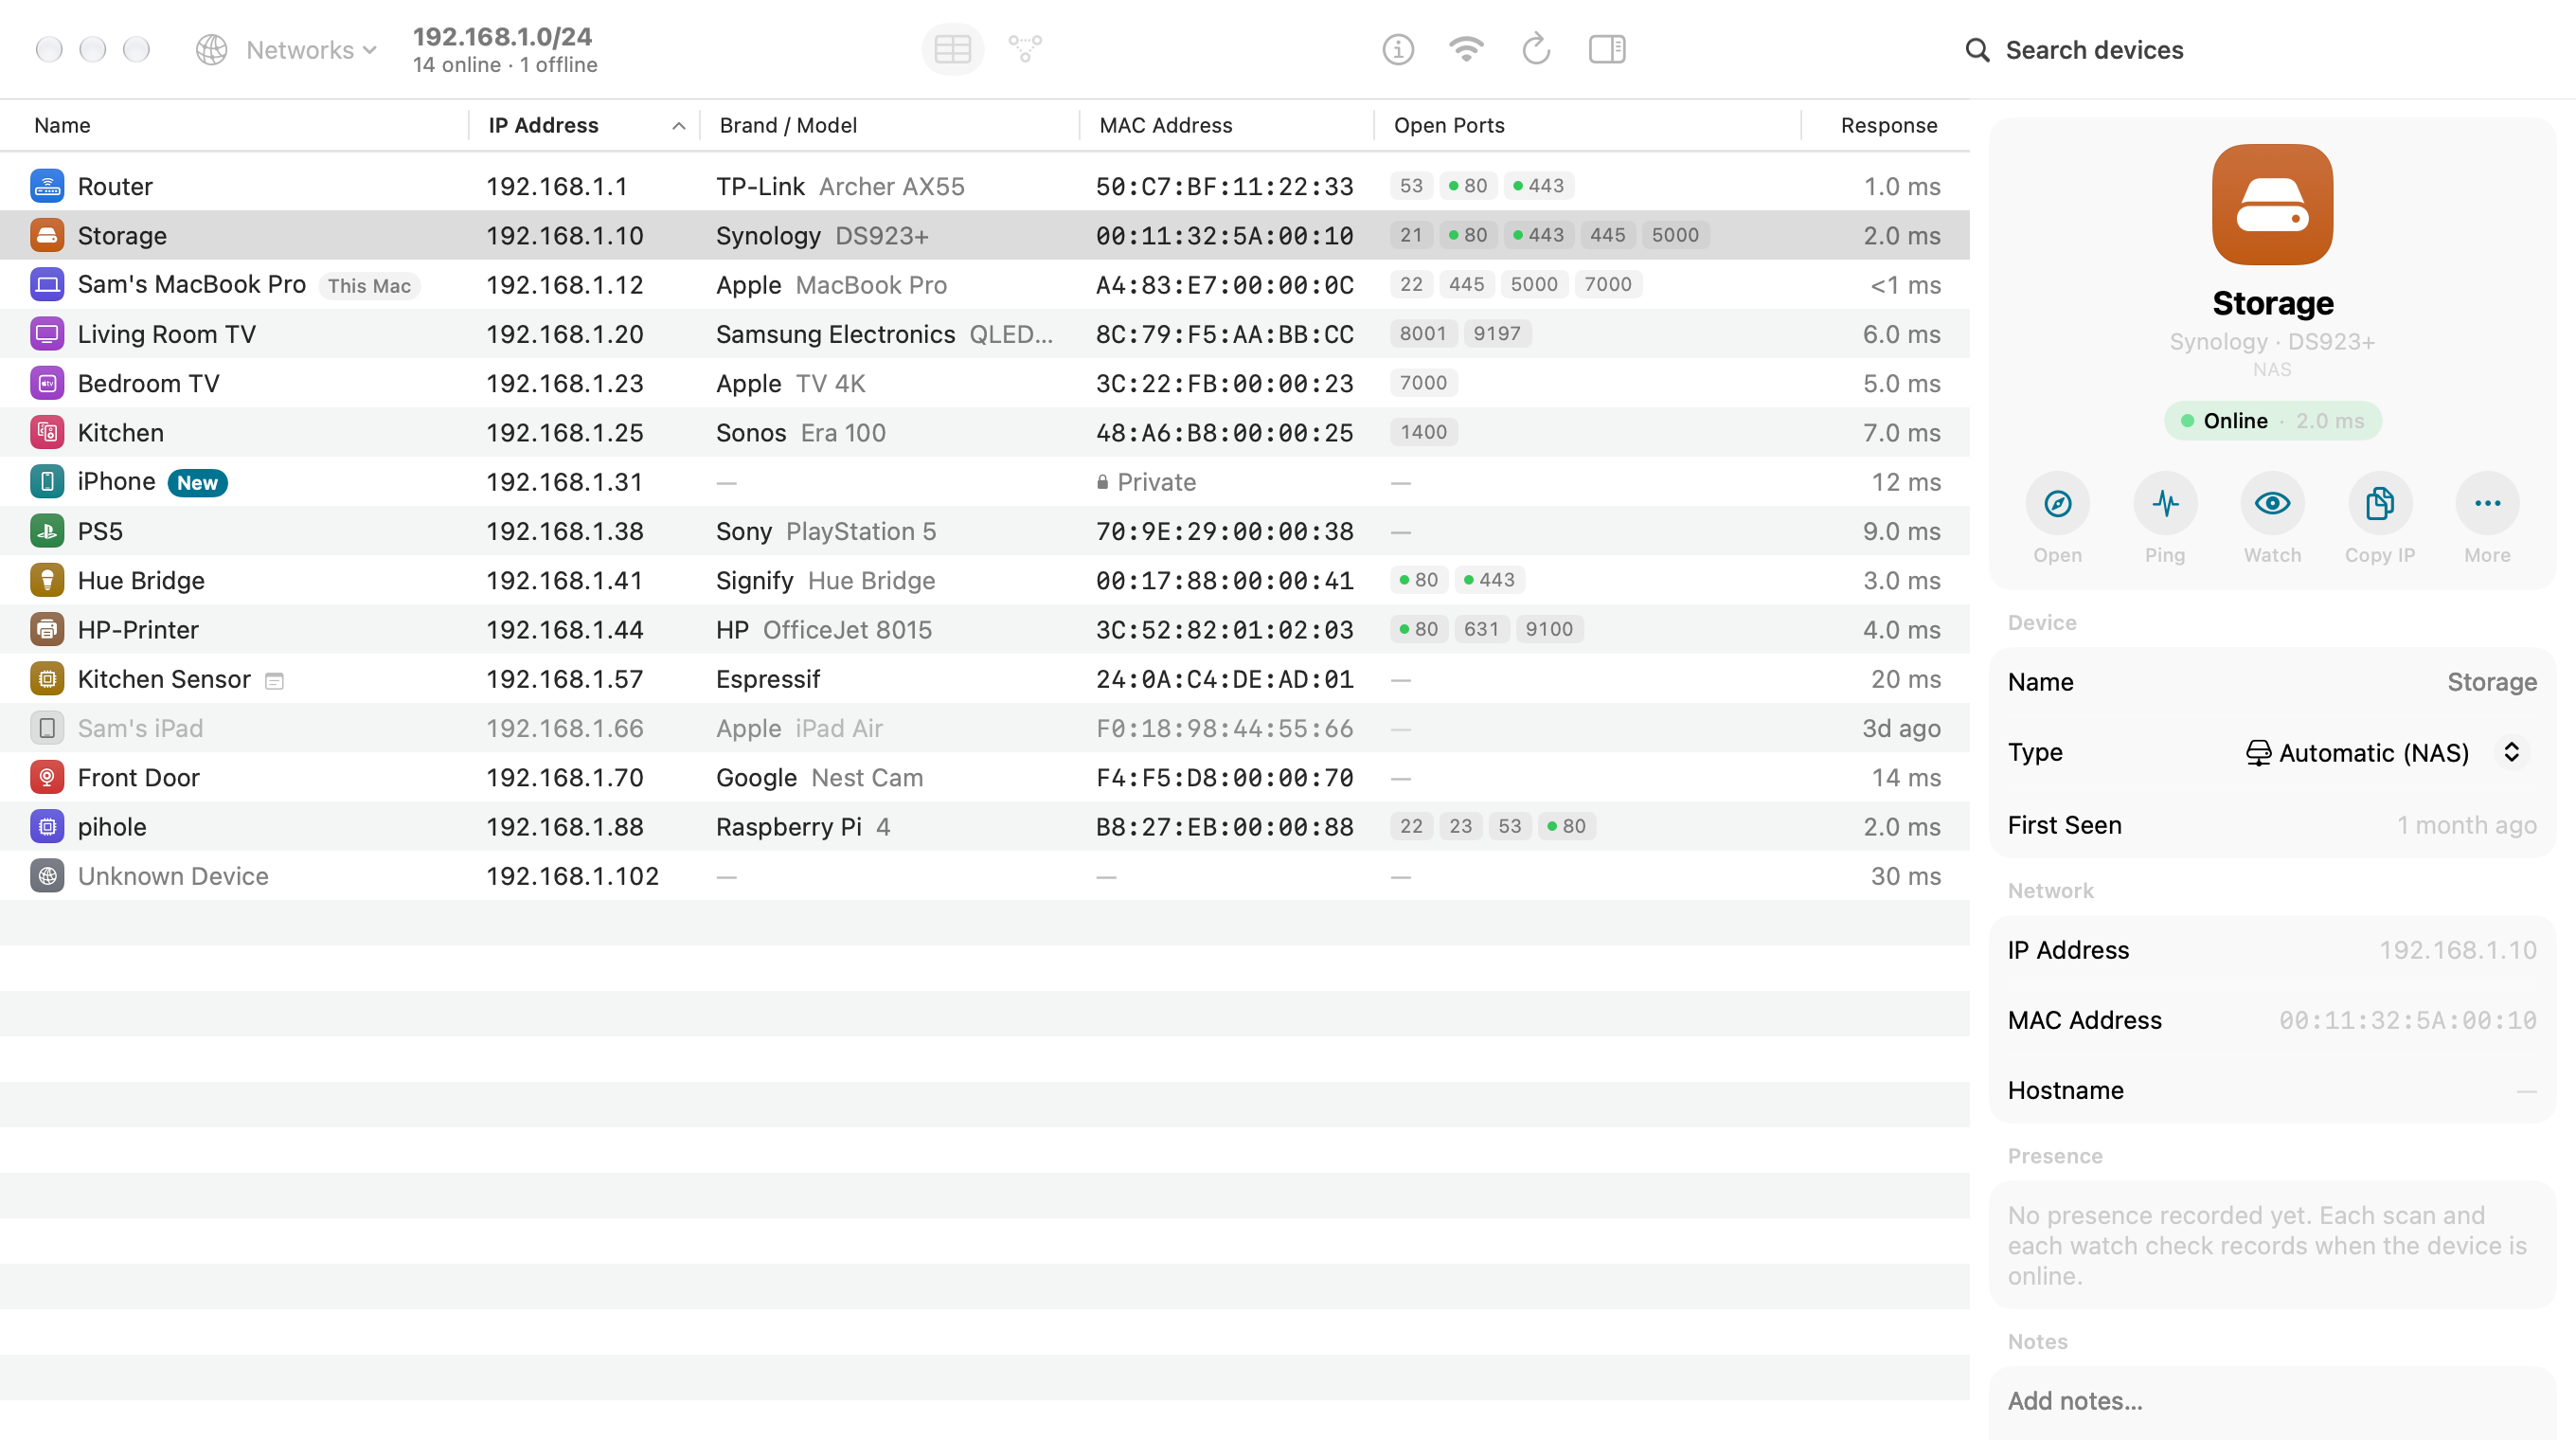 Networks
192.168.1.0/24
14 online · 1 offline
Search devices
Name IP Address Brand / Model MAC Address Open Ports Response
Router 192.168.1.1 TP-Link Archer AX55 50:C7:BF:11:22:33 53 80 443 1.0 ms
Storage 192.168.1.10 Synology DS923+ 00:11:32:5A:00:10 21 80 443 445 5000 2.0 ms
Sam's MacBook Pro This Mac 192.168.1.12 Apple MacBook Pro A4:83:E7:00:00:0C 22 445 5000 7000 <1 ms
Living Room TV 192.168.1.20 Samsung Electronics QLED... 8C:79:F5:AA:BB:CC 8001 9197 6.0 ms
Bedroom TV 192.168.1.23 Apple TV 4K 3C:22:FB:00:00:23 7000 5.0 ms
Kitchen 192.168.1.25 Sonos Era 100 48:A6:B8:00:00:25 1400 7.0 ms
iPhone New 192.168.1.31 — Private — 12 ms
PS5 192.168.1.38 Sony PlayStation 5 70:9E:29:00:00:38 — 9.0 ms
Hue Bridge 192.168.1.41 Signify Hue Bridge 00:17:88:00:00:41 80 443 3.0 ms
HP-Printer 192.168.1.44 HP OfficeJet 8015 3C:52:82:01:02:03 80 631 9100 4.0 ms
Kitchen Sensor 192.168.1.57 Espressif 24:0A:C4:DE:AD:01 — 20 ms
Sam's iPad 192.168.1.66 Apple iPad Air F0:18:98:44:55:66 — 3d ago
Front Door 192.168.1.70 Google Nest Cam F4:F5:D8:00:00:70 — 14 ms
pihole 192.168.1.88 Raspberry Pi 4 B8:27:EB:00:00:88 22 23 53 80 2.0 ms
Unknown Device 192.168.1.102 — — — 30 ms
Storage
Synology · DS923+
NAS
Online · 2.0 ms
Open Ping Watch Copy IP More
Device
Name Storage
Type Automatic (NAS)
First Seen 1 month ago
Network
IP Address 192.168.1.10
MAC Address 00:11:32:5A:00:10
Hostname —
Presence
No presence recorded yet. Each scan and
each watch check records when the device is
online.
Notes
Add notes...